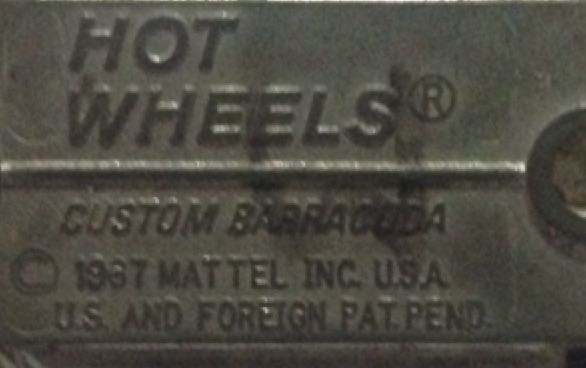 HOT
WHEELS®
CUSTOM BARRACUDA
© 1967 MATTEL INC. U.S.A.
U.S. AND FOREIGN PAT. PEND.